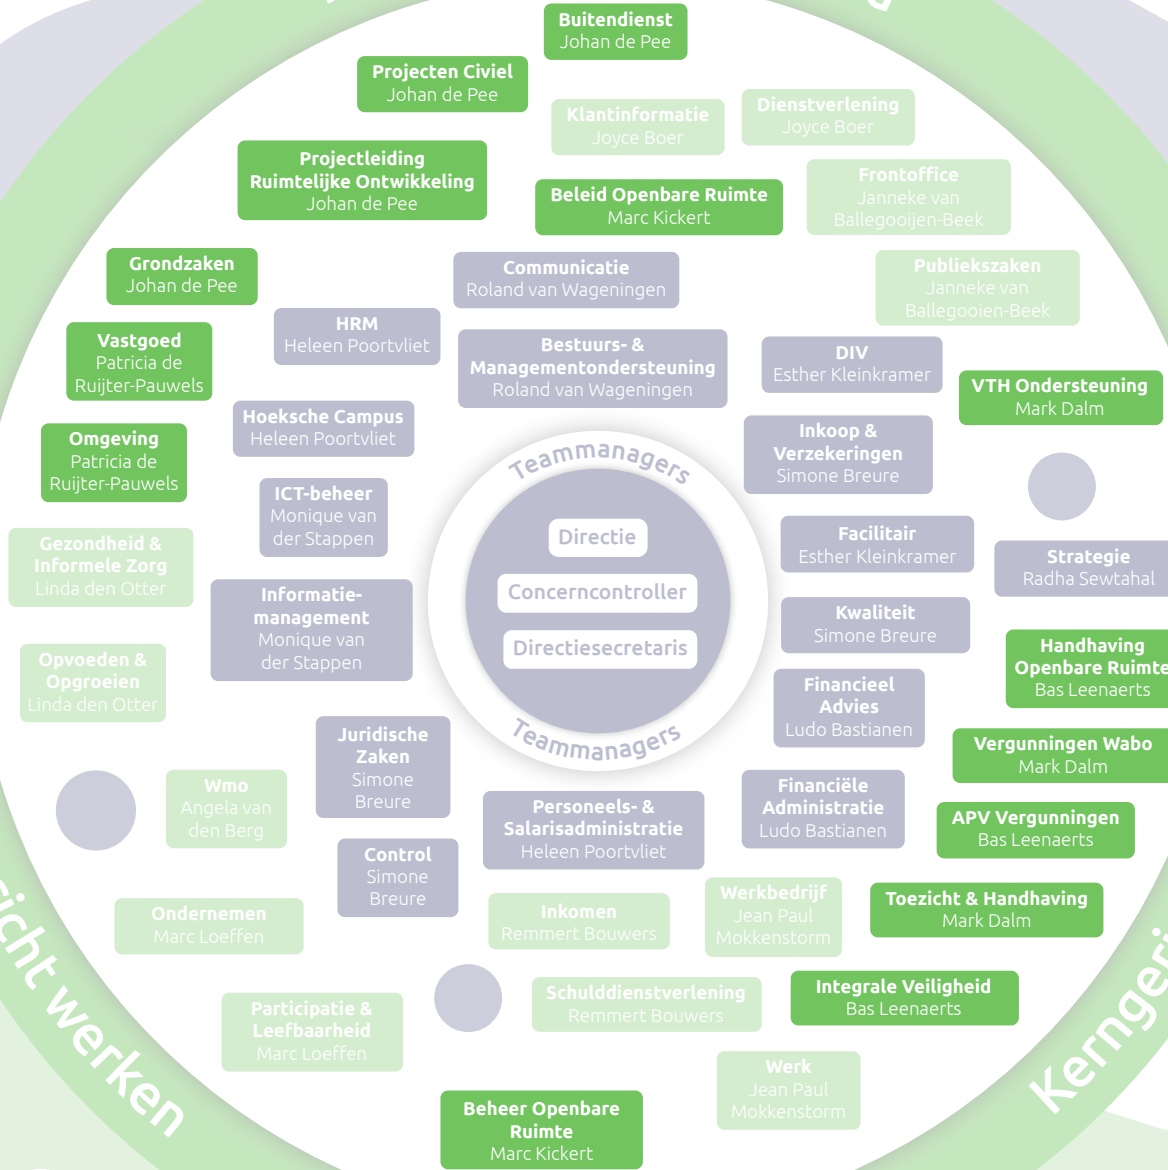 Buitendienst
Johan de Pee
Projecten Civiel
Johan de Pee
Klantinformatie
Joyce Boer
Dienstverlening
Joyce Boer
Projectleiding
Ruimtelijke Ontwikkeling
Johan de Pee
Beleid Openbare Ruimte
Marc Kickert
Frontoffice
Janneke van
Ballegooijen-Beek
Grondzaken
Johan de Pee
Communicatie
Roland van Wageningen
Publiekszaken
Janneke van
Ballegooien-Beek
HRM
Heleen Poortvliet
Vastgoed
Patricia de
Ruijter-Pauwels
Bestuurs- &
Managementondersteuning
Roland van Wageningen
DIV
Esther Kleinkramer
VTH Ondersteuning
Mark Dalm
Hoeksche Campus
Heleen Poortvliet
Omgeving
Patricia de
Ruijter-Pauwels
Inkoop &
Verzekeringen
Simone Breure
Teammanagers
ICT-beheer
Monique van
der Stappen
Directie
Concerncontroller
Directiesecretaris
Teammanagers
Facilitair
Esther Kleinkramer
Gezondheid &
Informele Zorg
Linda den Otter
Strategie
Radha Sewtahal
Informatie-
management
Monique van
der Stappen
Kwaliteit
Simone Breure
Handhaving
Openbare Ruimte
Bas Leenaerts
Opvoeden &
Opgroeien
Linda den Otter
Financieel
Advies
Ludo Bastianen
Juridische
Zaken
Simone
Breure
Vergunningen Wabo
Mark Dalm
Wmo
Angela van
den Berg
Financiële
Administratie
Ludo Bastianen
Personeels- &
Salarisadministratie
Heleen Poortvliet
APV Vergunningen
Bas Leenaerts
Control
Simone
Breure
Werkbedrijf
Jean Paul
Mokkenstorm
Toezicht & Handhaving
Mark Dalm
Inkomen
Remmert Bouwers
Ondernemen
Marc Loeffen
Integrale Veiligheid
Bas Leenaerts
Schulddienstverlening
Remmert Bouwers
Participatie &
Leefbaarheid
Marc Loeffen
Werk
Jean Paul
Mokkenstorm
Beheer Openbare
Ruimte
Marc Kickert
icht werken
Kerngeri